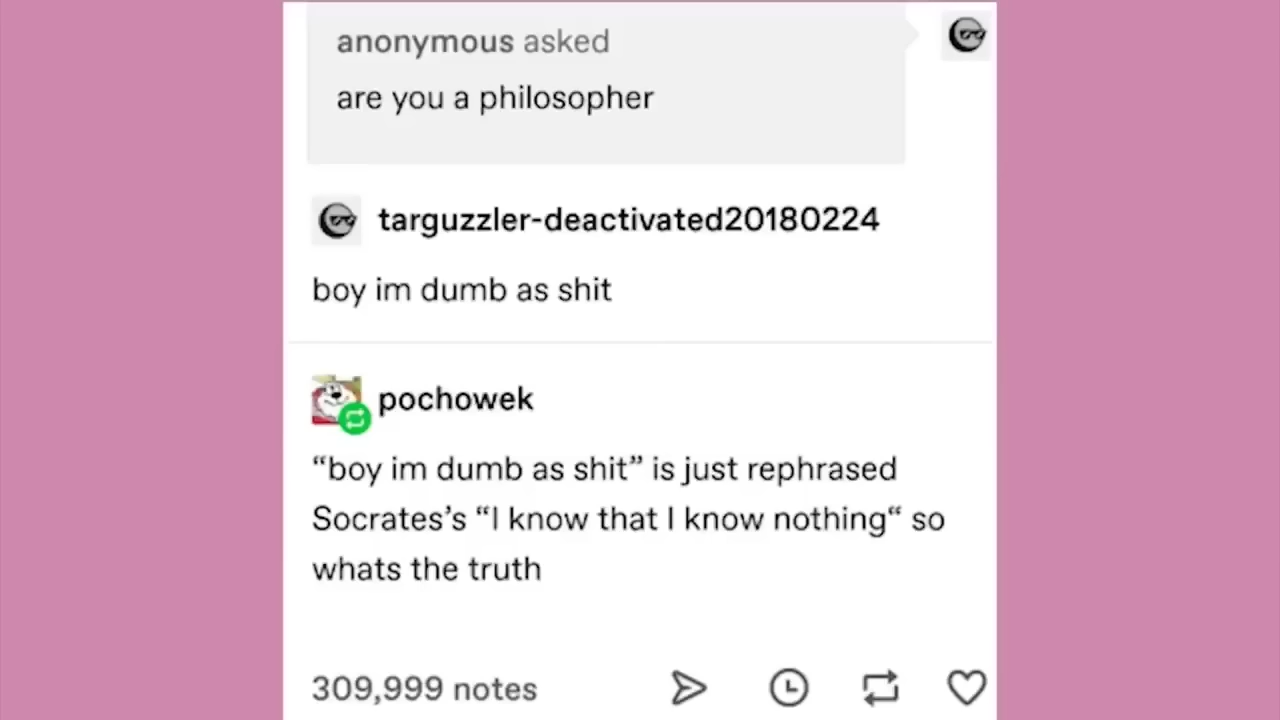 anonymous asked
are you a philosopher
targuzzler-deactivated20180224
boy im dumb as shit
pochowek
“boy im dumb as shit” is just rephrased
Socrates’s “I know that I know nothing“ so
whats the truth
309,999 notes